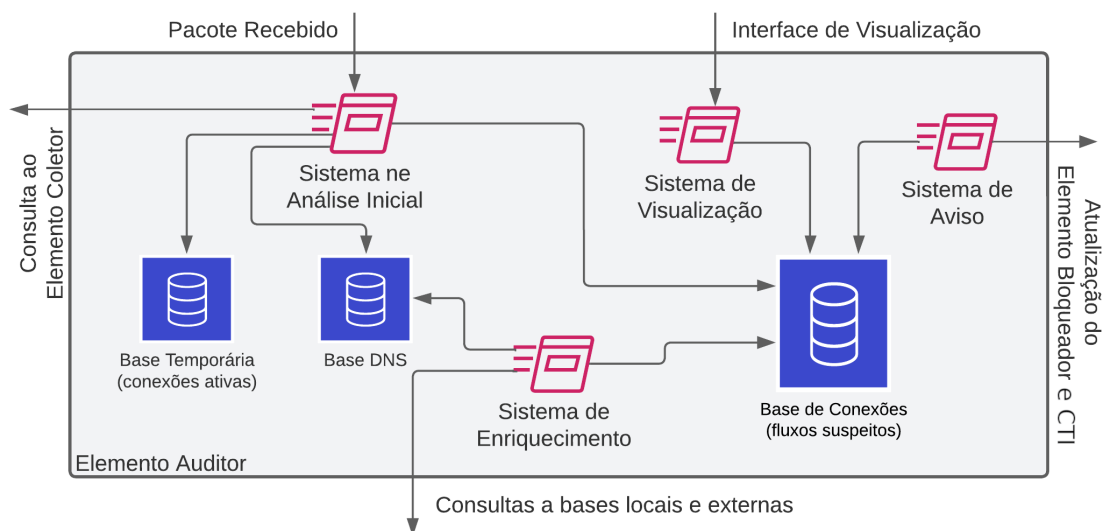 Pacote Recebido
Interface de Visualização
Consulta ao
Elemento Coletor
Sistema ne
Análise Inicial
Sistema de
Visualização
Sistema de
Aviso
Atualização do
Elemento Bloqueador e CTI
Base Temporária
(conexões ativas)
Base DNS
Sistema de
Enriquecimento
Base de Conexões
(fluxos suspeitos)
Elemento Auditor
Consultas a bases locais e externas